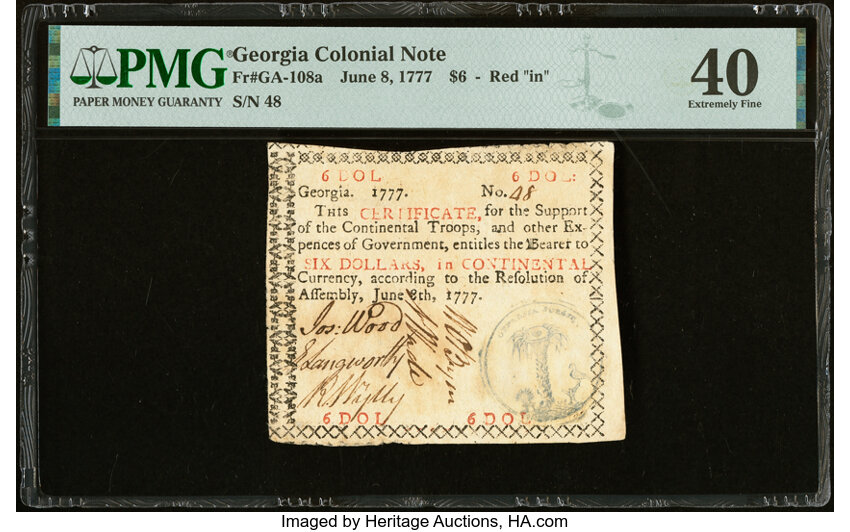 PMG®
PAPER MONEY GUARANTY
Georgia Colonial Note
Fr#GA-108a June 8, 1777 $6 - Red "in"
S/N 48
40
Extremely Fine
6 DOL 6 DOL:
Georgia. 1777. No. 48
THIS CERTIFICATE, for the Support
of the Continental Troops, and other Ex-
pences of Government, entitles the Bearer to
SIX DOLLARS, in CONTINENTAL
Currency, according to the Reſolution of
Aſſembly, June 8th, 1777.
Jos: Wood
E Langworthy
R. Wylly
6 DOL 6 DOL
Imaged by Heritage Auctions, HA.com